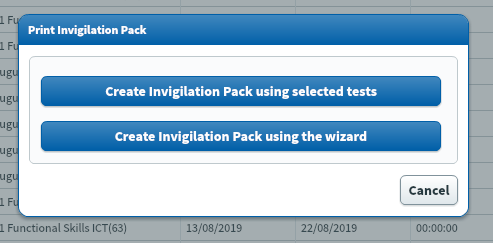 Print Invigilation Pack
Create Invigilation Pack using selected tests
Create Invigilation Pack using the wizard
Cancel
1 Functional Skills ICT(63) 13/08/2019 22/08/2019 00:00:00